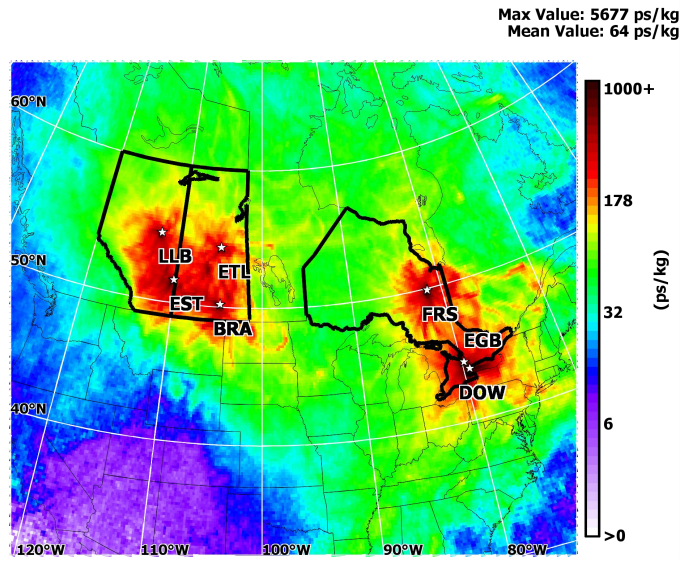 Max Value: 5677 ps/kg
Mean Value: 64 ps/kg
60°N
50°N
40°N
120°W
110°W
100°W
90°W
80°W
LLB
ETL
EST
BRA
FRS
EGB
DOW
1000+
178
32
6
>0
(ps/kg)